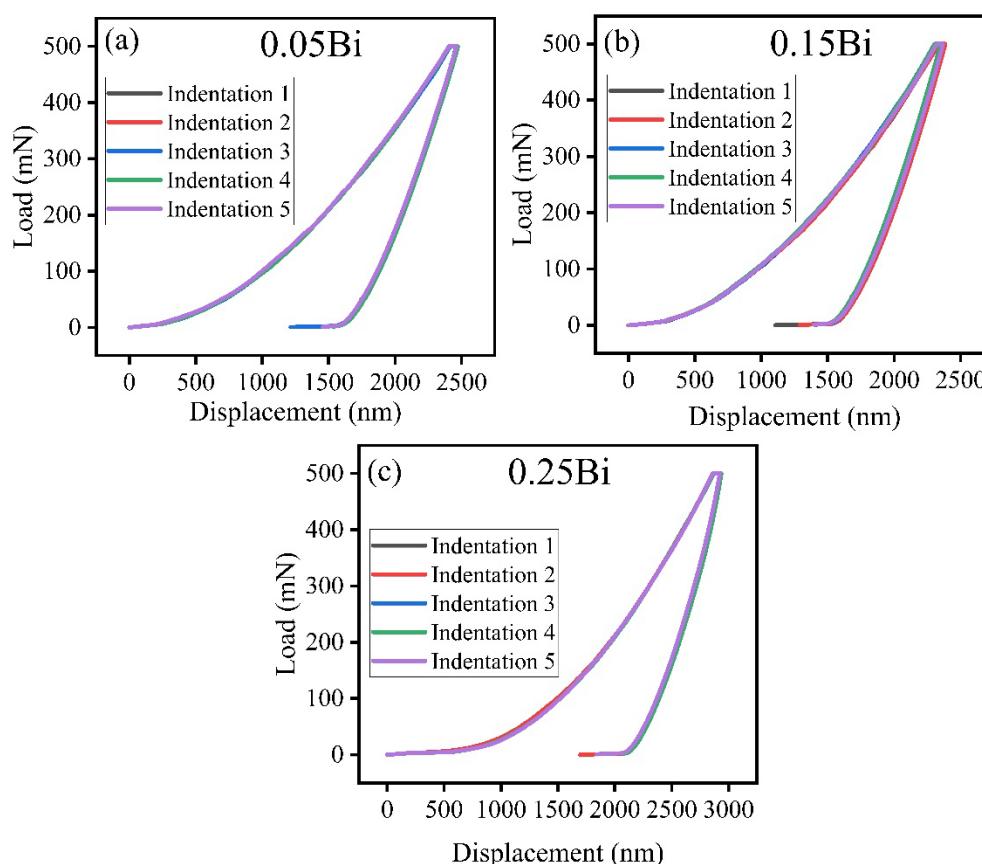 (a) 0.05Bi
500
400
300
200
100
0
Load (mN)
Indentation 1
Indentation 2
Indentation 3
Indentation 4
Indentation 5
0 500 1000 1500 2000 2500
Displacement (nm)
(b) 0.15Bi
500
400
300
200
100
0
Load (mN)
Indentation 1
Indentation 2
Indentation 3
Indentation 4
Indentation 5
0 500 1000 1500 2000 2500
Displacement (nm)
(c) 0.25Bi
500
400
300
200
100
0
Load (mN)
Indentation 1
Indentation 2
Indentation 3
Indentation 4
Indentation 5
0 500 1000 1500 2000 2500 3000
Displacement (nm)